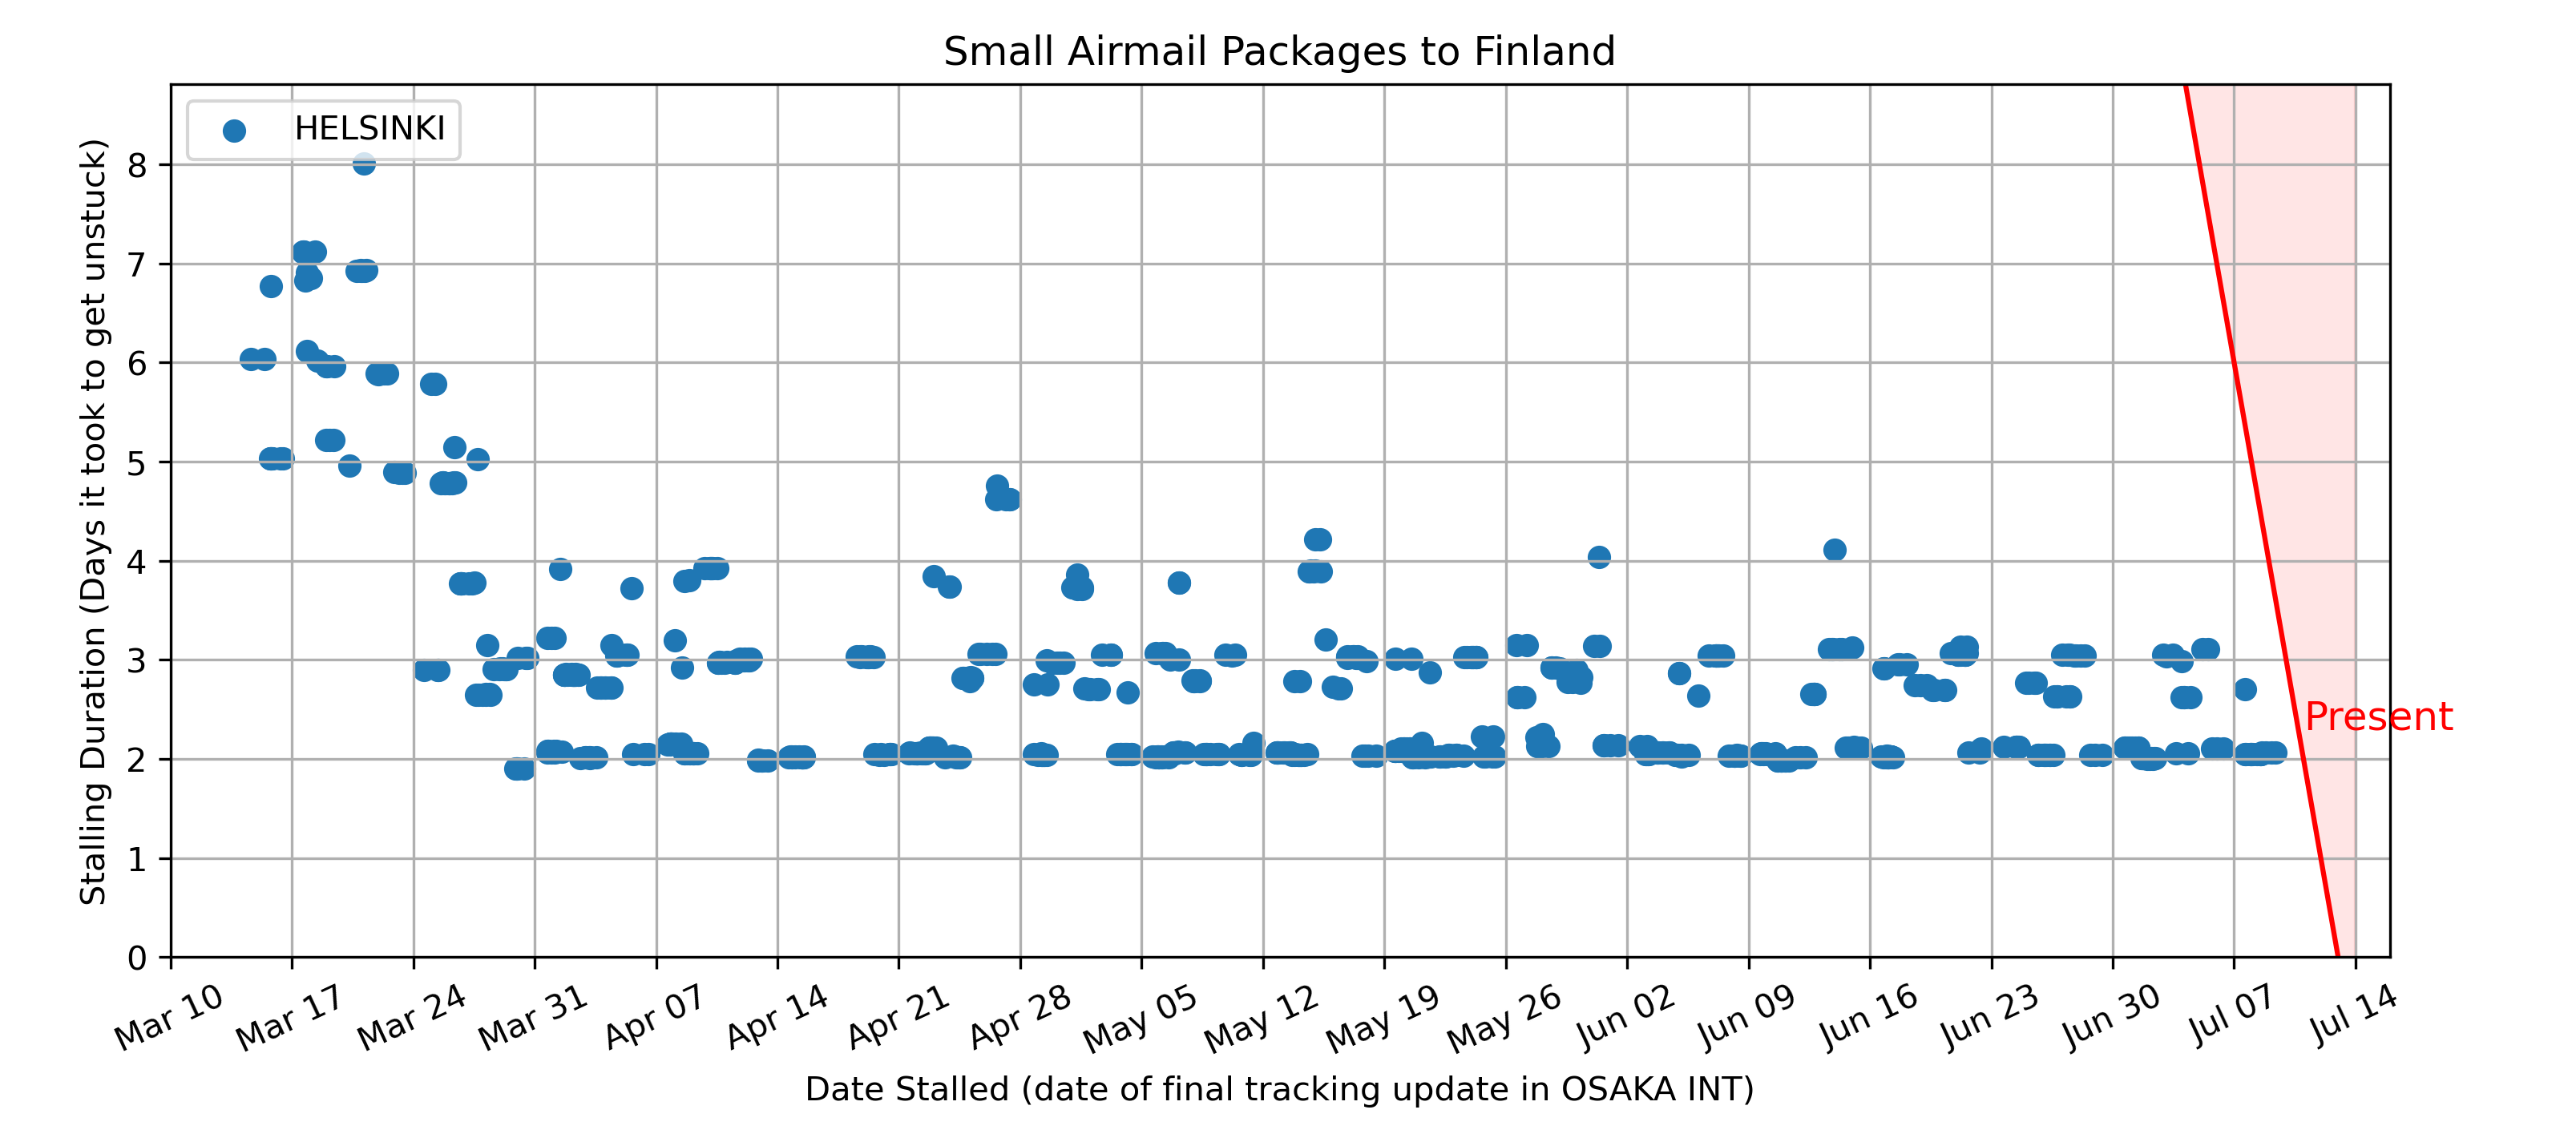 Small Airmail Packages to Finland
HELSINKI
Stalling Duration (Days it took to get unstuck)
8
7
6
5
4
3
2
1
0
Present
Mar 10
Mar 17
Mar 24
Mar 31
Apr 07
Apr 14
Apr 21
Apr 28
May 05
May 12
May 19
May 26
Jun 02
Jun 09
Jun 16
Jun 23
Jun 30
Jul 07
Jul 14
Date Stalled (date of final tracking update in OSAKA INT)